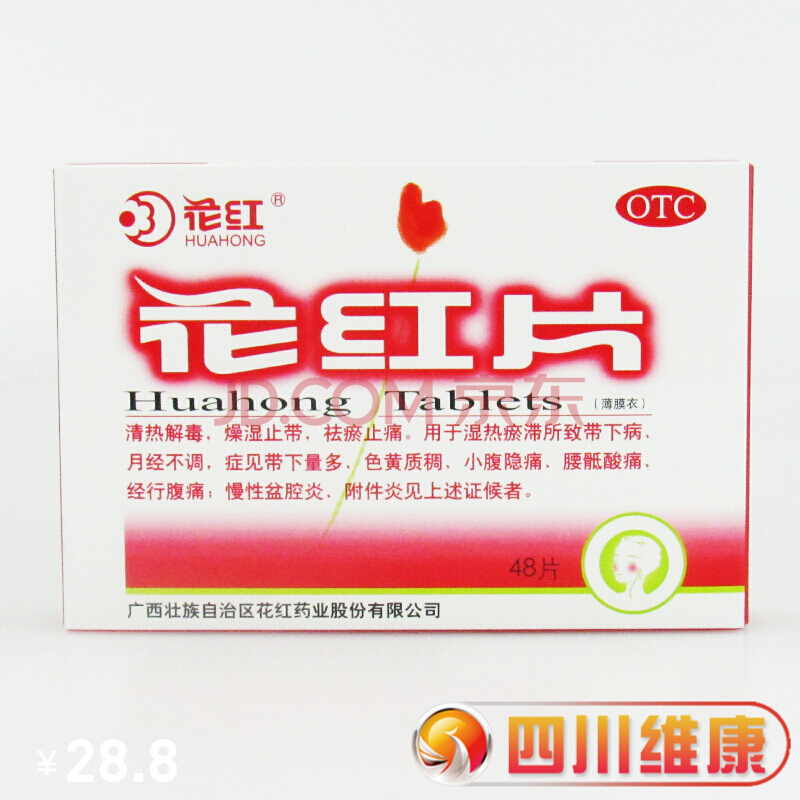 花红®
HUAHONG
OTC
花红片
JD.COM 京东
Huahong Tablets （薄膜衣）
清热解毒，燥湿止带，祛瘀止痛。用于湿热瘀滞所致带下病、
月经不调，症见带下量多、色黄质稠、小腹隐痛、腰骶酸痛、
经行腹痛；慢性盆腔炎、附件炎见上述证候者。
48片
广西壮族自治区花红药业股份有限公司
四川维康
¥28.8